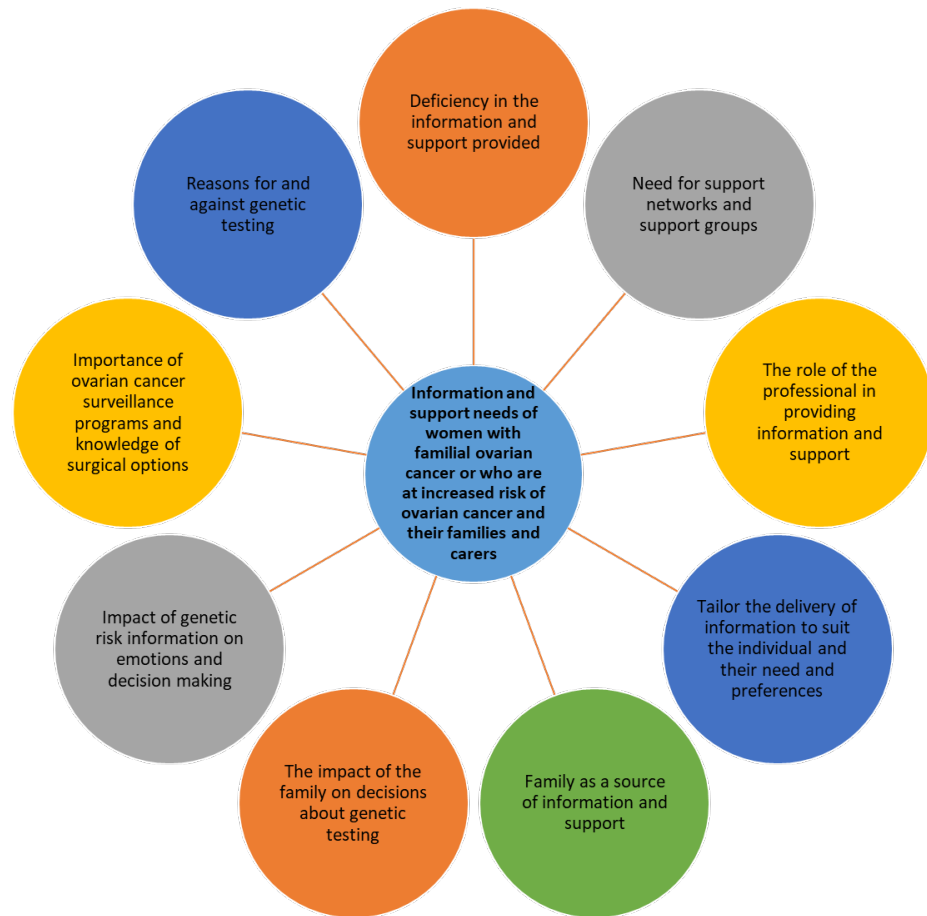 Deficiency in the
information and
support provided
Need for support
networks and
support groups
The role of the
professional in
providing
information and
support
Tailor the delivery of
information to suit
the individual and
their need and
preferences
Family as a source
of information and
support
The impact of the
family on decisions
about genetic
testing
Impact of genetic
risk information on
emotions and
decision making
Importance of
ovarian cancer
surveillance
programs and
knowledge of
surgical options
Reasons for and
against genetic
testing
Information and
support needs of
women with
familial ovarian
cancer or who are
at increased risk of
ovarian cancer and
their families and
carers